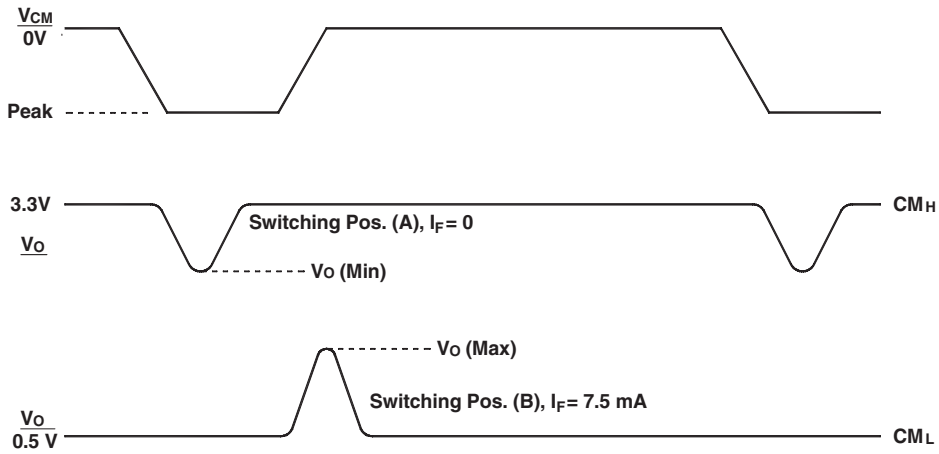 VCM
0V
Peak
3.3V
CMH
Switching Pos. (A), IF = 0
VO
VO (Min)
VO (Max)
Switching Pos. (B), IF = 7.5 mA
VO
0.5 V
CML